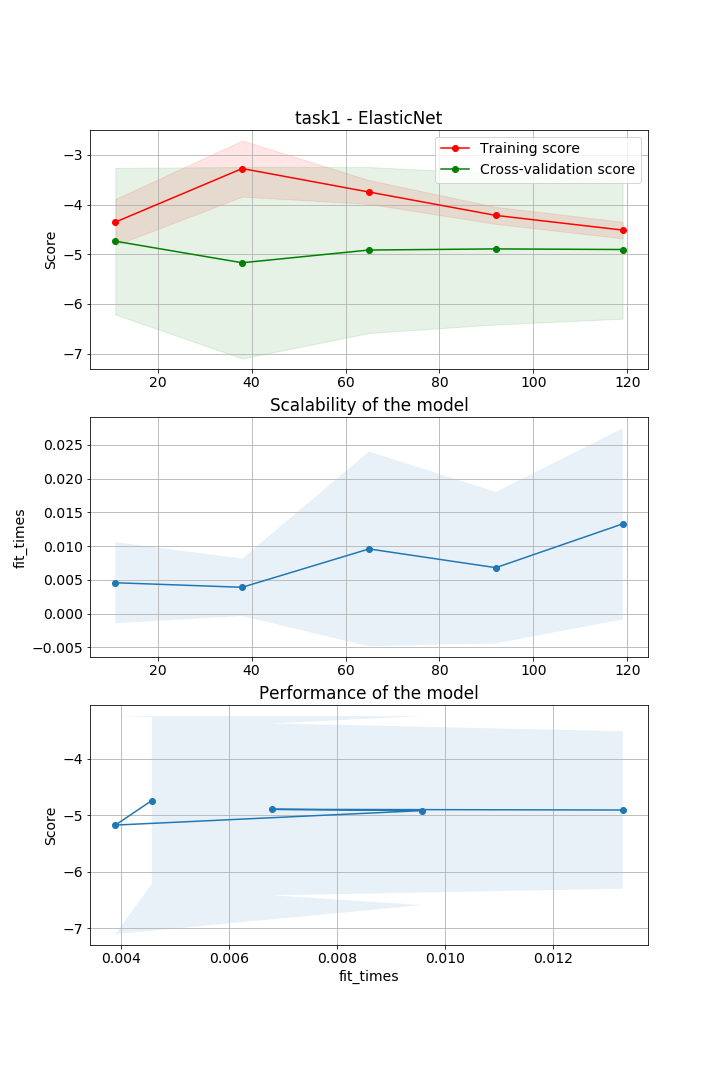 task1 - ElasticNet
Training score
Cross-validation score
Score
−3
−4
−5
−6
−7
20 40 60 80 100 120
Scalability of the model
fit_times
0.025
0.020
0.015
0.010
0.005
0.000
−0.005
20 40 60 80 100 120
Performance of the model
Score
−4
−5
−6
−7
0.004 0.006 0.008 0.010 0.012
fit_times